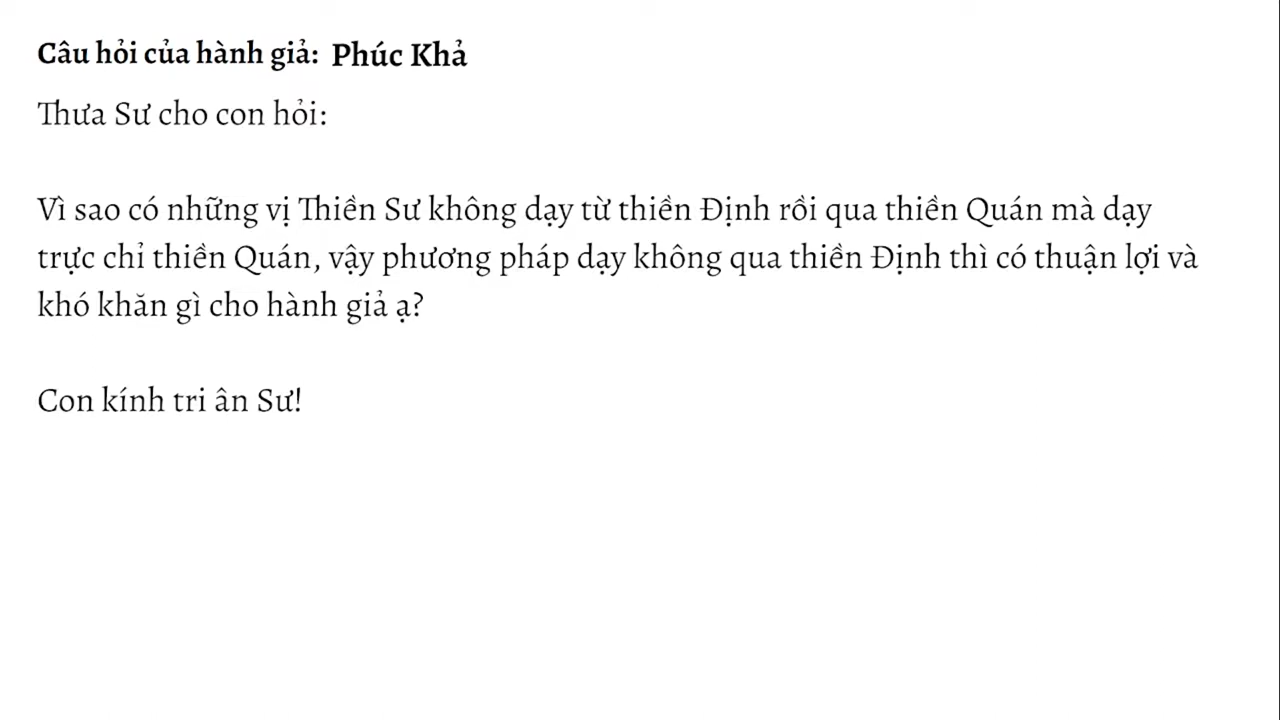 Câu hỏi của hành giả: Phúc Khả
Thưa Sư cho con hỏi:
Vì sao có những vị Thiền Sư không dạy từ thiền Định rồi qua thiền Quán mà dạy
trực chỉ thiền Quán, vậy phương pháp dạy không qua thiền Định thì có thuận lợi và
khó khăn gì cho hành giả ạ?
Con kính tri ân Sư!